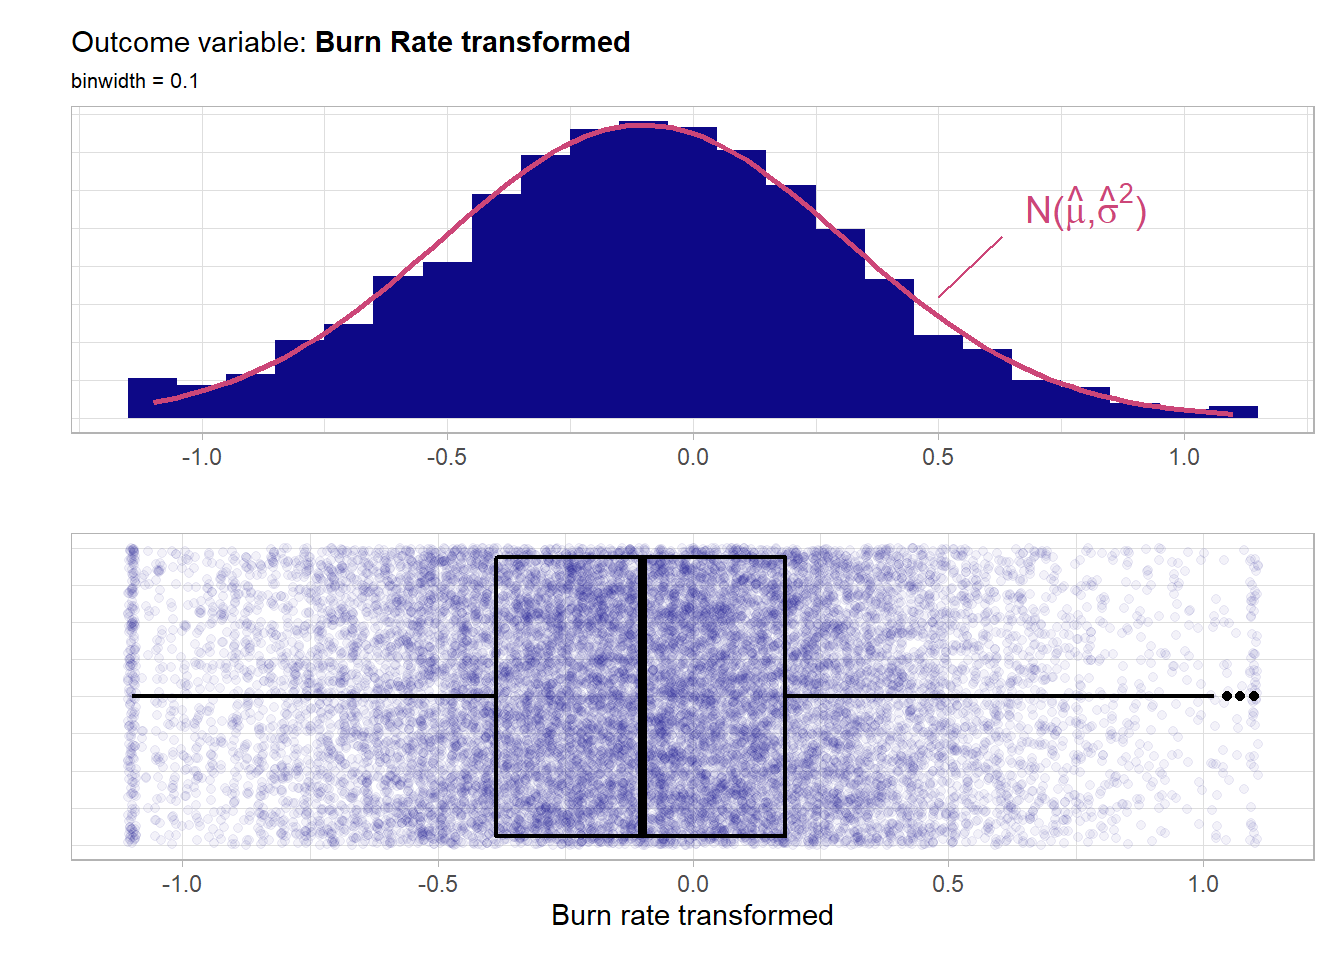 Outcome variable: Burn Rate transformed
binwidth = 0.1
N(μ̂,σ̂²)
-1.0 -0.5 0.0 0.5 1.0
-1.0 -0.5 0.0 0.5 1.0
Burn rate transformed